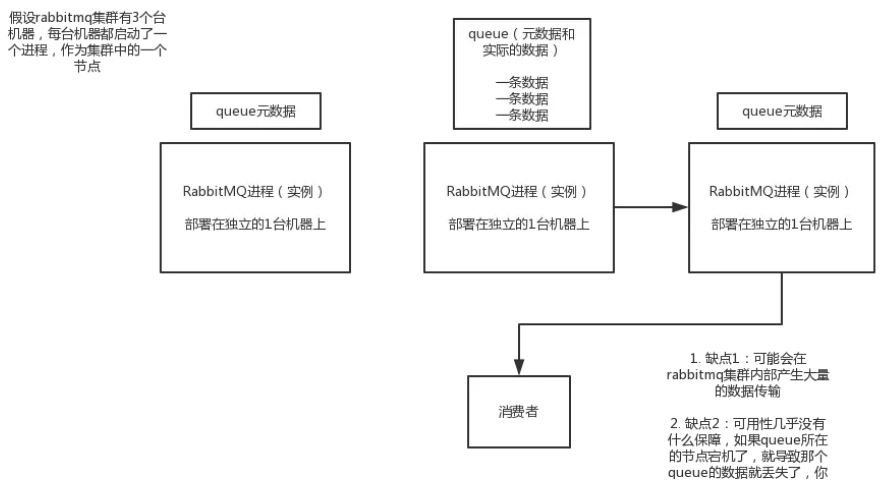 假设rabbitmq集群有3个台
机器，每台机器都启动了一
个进程，作为集群中的一个
节点
queue元数据
queue（元数据和
实际的数据）
一条数据
一条数据
一条数据
queue元数据
RabbitMQ进程（实例）
部署在独立的1台机器上
RabbitMQ进程（实例）
部署在独立的1台机器上
RabbitMQ进程（实例）
部署在独立的1台机器上
消费者
1. 缺点1：可能会在
rabbitmq集群内部产生大量
的数据传输
2. 缺点2：可用性几乎没有
什么保障，如果queue所在
的节点宕机了，就导致那个
queue的数据就丢失了，你